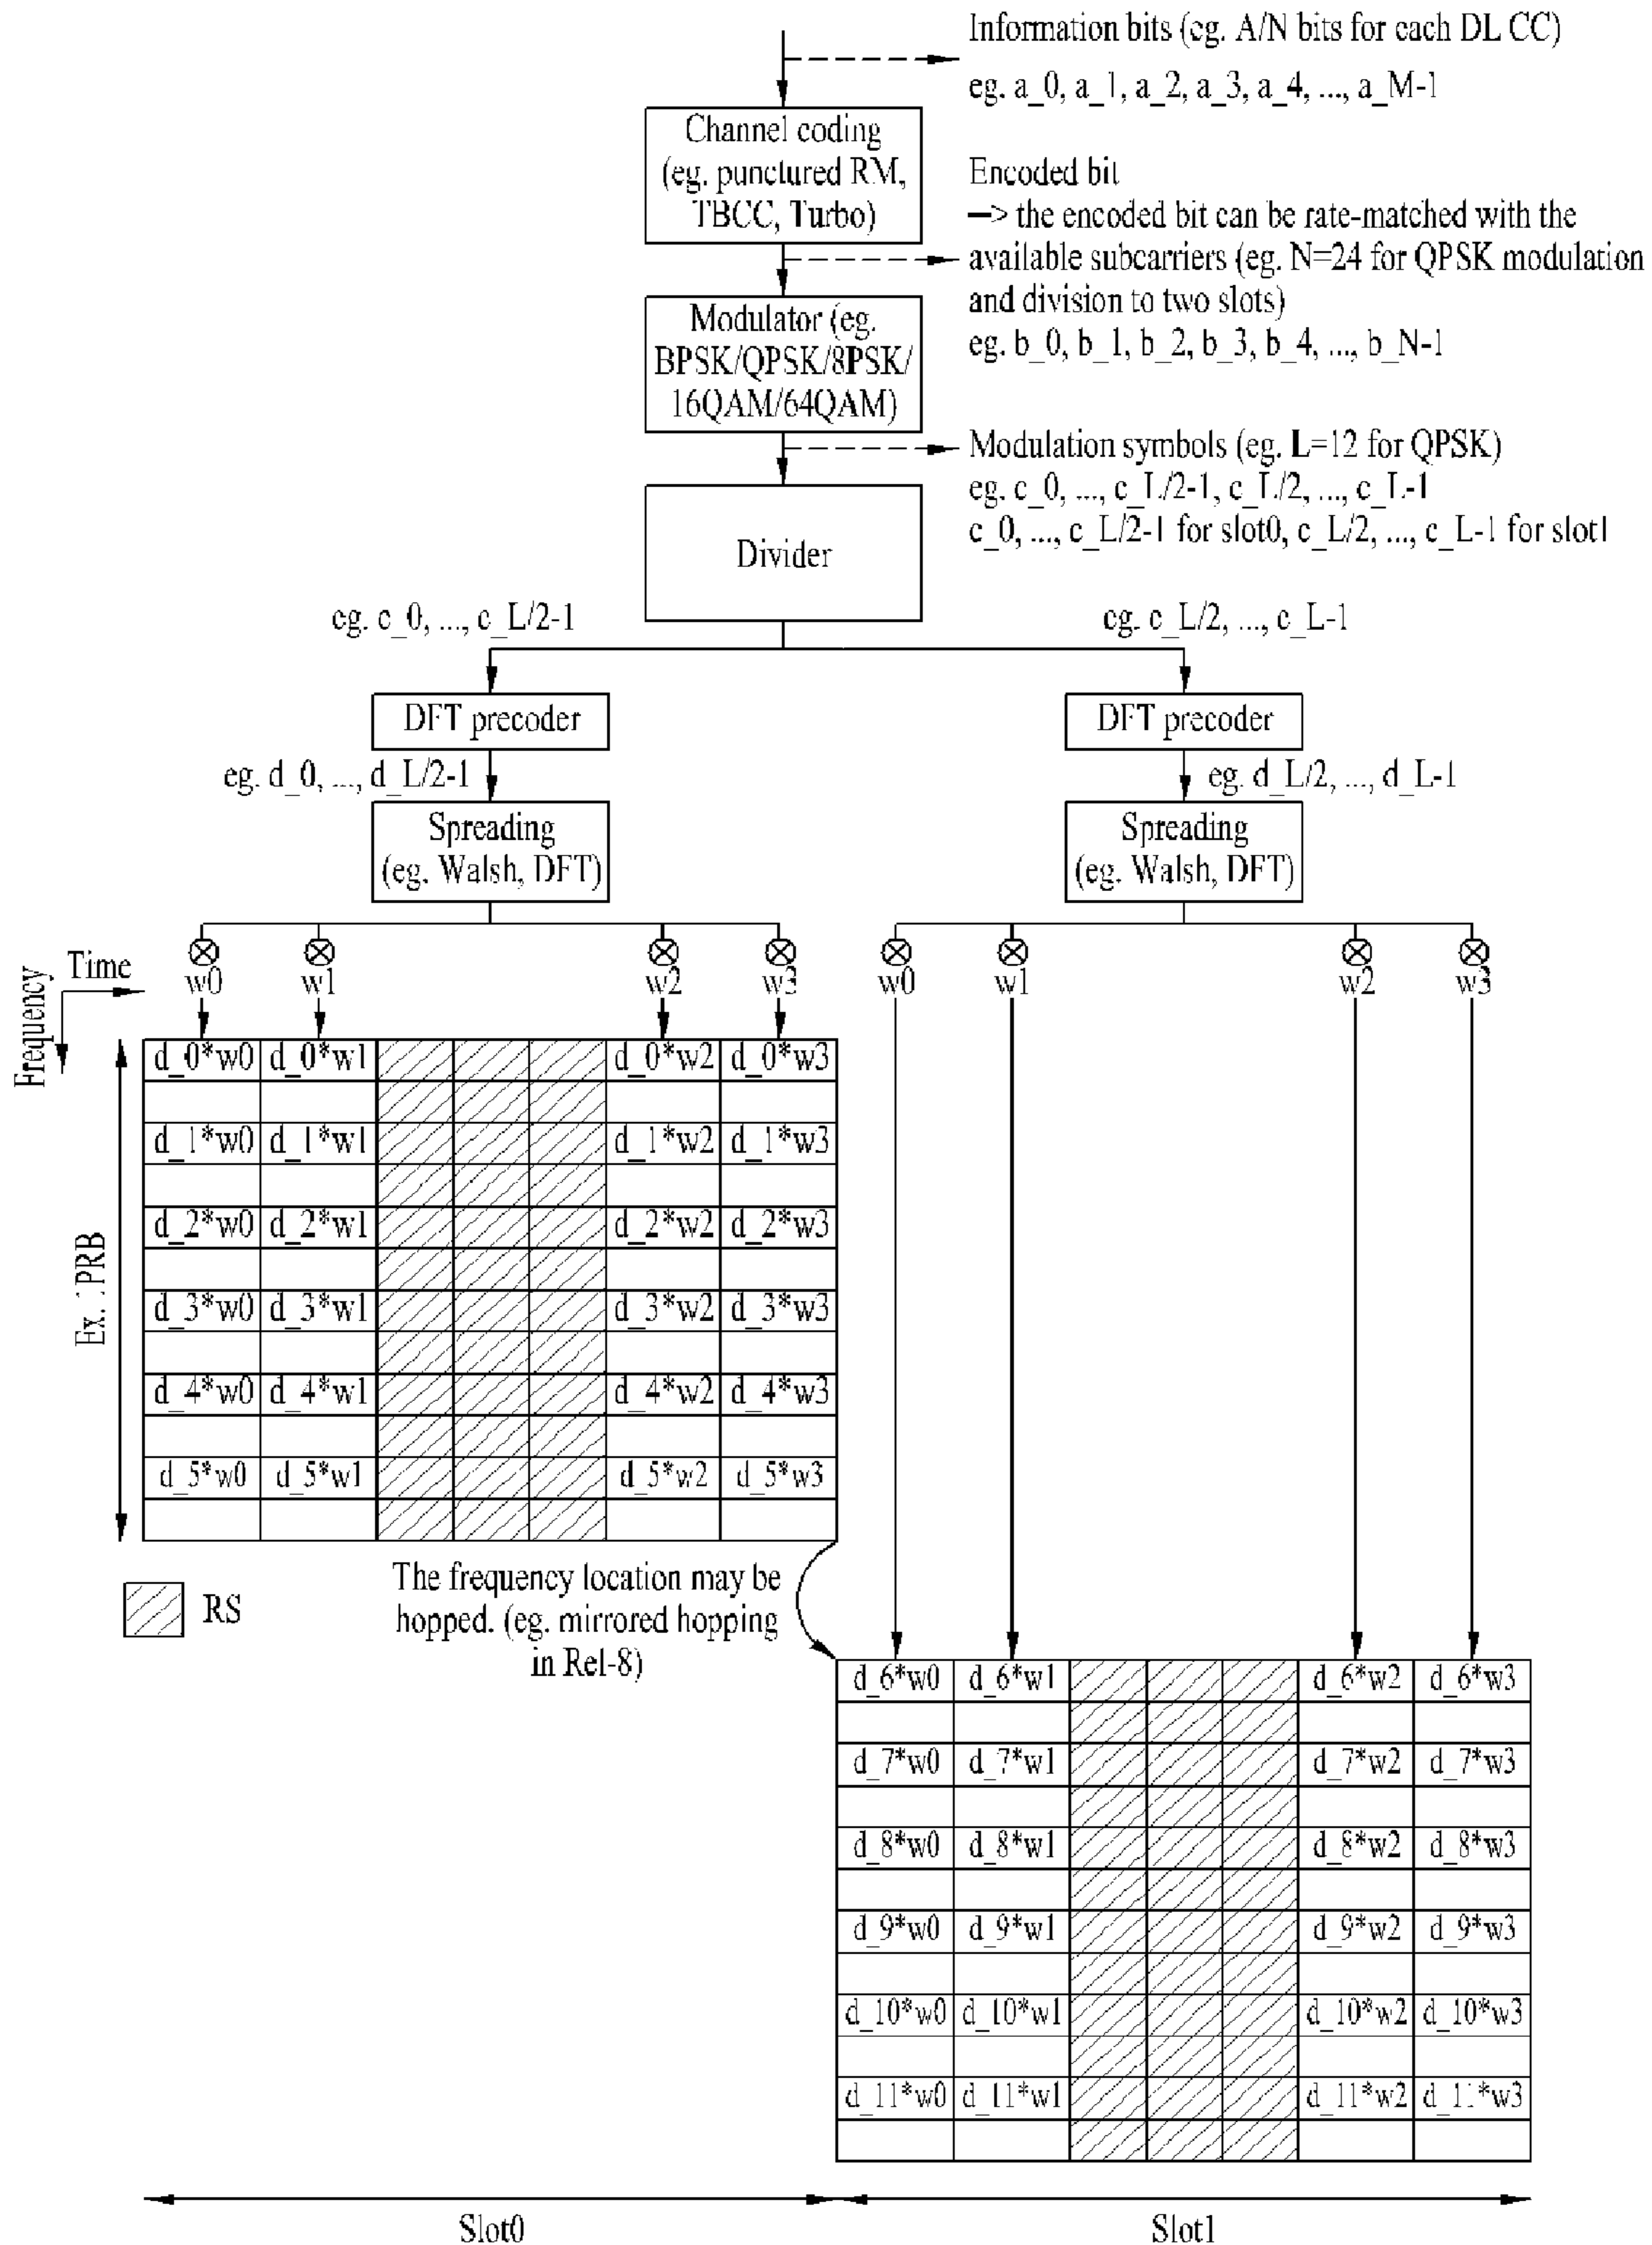 Information bits (eg. A/N bits for each DL CC)
eg. a_0, a_1, a_2, a_3, a_4, ..., a_M-1
Channel coding
(eg. punctured RM,
TBCC, Turbo)
Encoded bit
—> the encoded bit can be rate-matched with the
available subcarriers (eg. N=24 for QPSK modulation
and division to two slots)
eg. b_0, b_1, b_2, b_3, b_4, ..., b_N-1
Modulator (eg.
BPSK/QPSK/8PSK/
16QAM/64QAM)
Modulation symbols (eg. L=12 for QPSK)
eg. c_0, ..., c_L/2-1, c_L/2, ..., c_L-1
c_0, ..., c_L/2-1 for slot0, c_L/2, ..., c_L-1 for slot1
Divider
eg. c_0, ..., c_L/2-1
eg. c_L/2, ..., c_L-1
DFT precoder
DFT precoder
eg. d_0, ..., d_L/2-1
eg. d_L/2, ..., d_L-1
Spreading
(eg. Walsh, DFT)
Spreading
(eg. Walsh, DFT)
Time
Frequency
w0 w1 w2 w3 w0 w1 w2 w3
d_0*w0 d_0*w1 d_0*w2 d_0*w3
d_1*w0 d_1*w1 d_1*w2 d_1*w3
d_2*w0 d_2*w1 d_2*w2 d_2*w3
d_3*w0 d_3*w1 d_3*w2 d_3*w3
d_4*w0 d_4*w1 d_4*w2 d_4*w3
d_5*w0 d_5*w1 d_5*w2 d_5*w3
Ex. 1PRB
RS
The frequency location may be
hopped. (eg. mirrored hopping
in Rel-8)
d_6*w0 d_6*w1 d_6*w2 d_6*w3
d_7*w0 d_7*w1 d_7*w2 d_7*w3
d_8*w0 d_8*w1 d_8*w2 d_8*w3
d_9*w0 d_9*w1 d_9*w2 d_9*w3
d_10*w0 d_10*w1 d_10*w2 d_10*w3
d_11*w0 d_11*w1 d_11*w2 d_11*w3
Slot0
Slot1